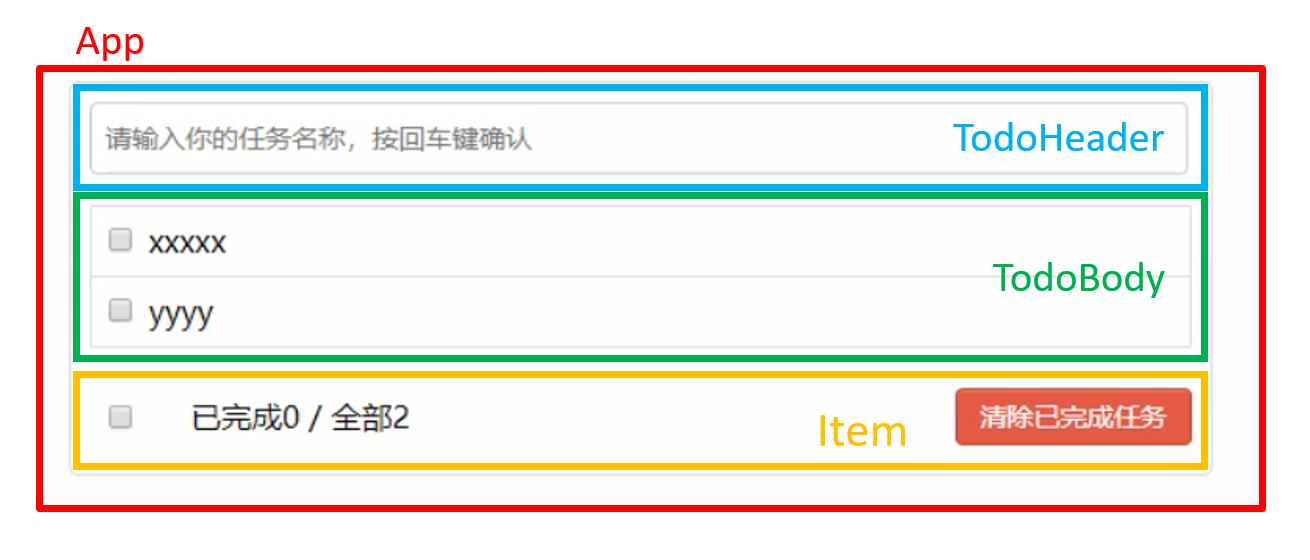 App
请输入你的任务名称，按回车键确认
TodoHeader
xxxxx
TodoBody
yyyy
已完成0 / 全部2
Item
清除已完成任务